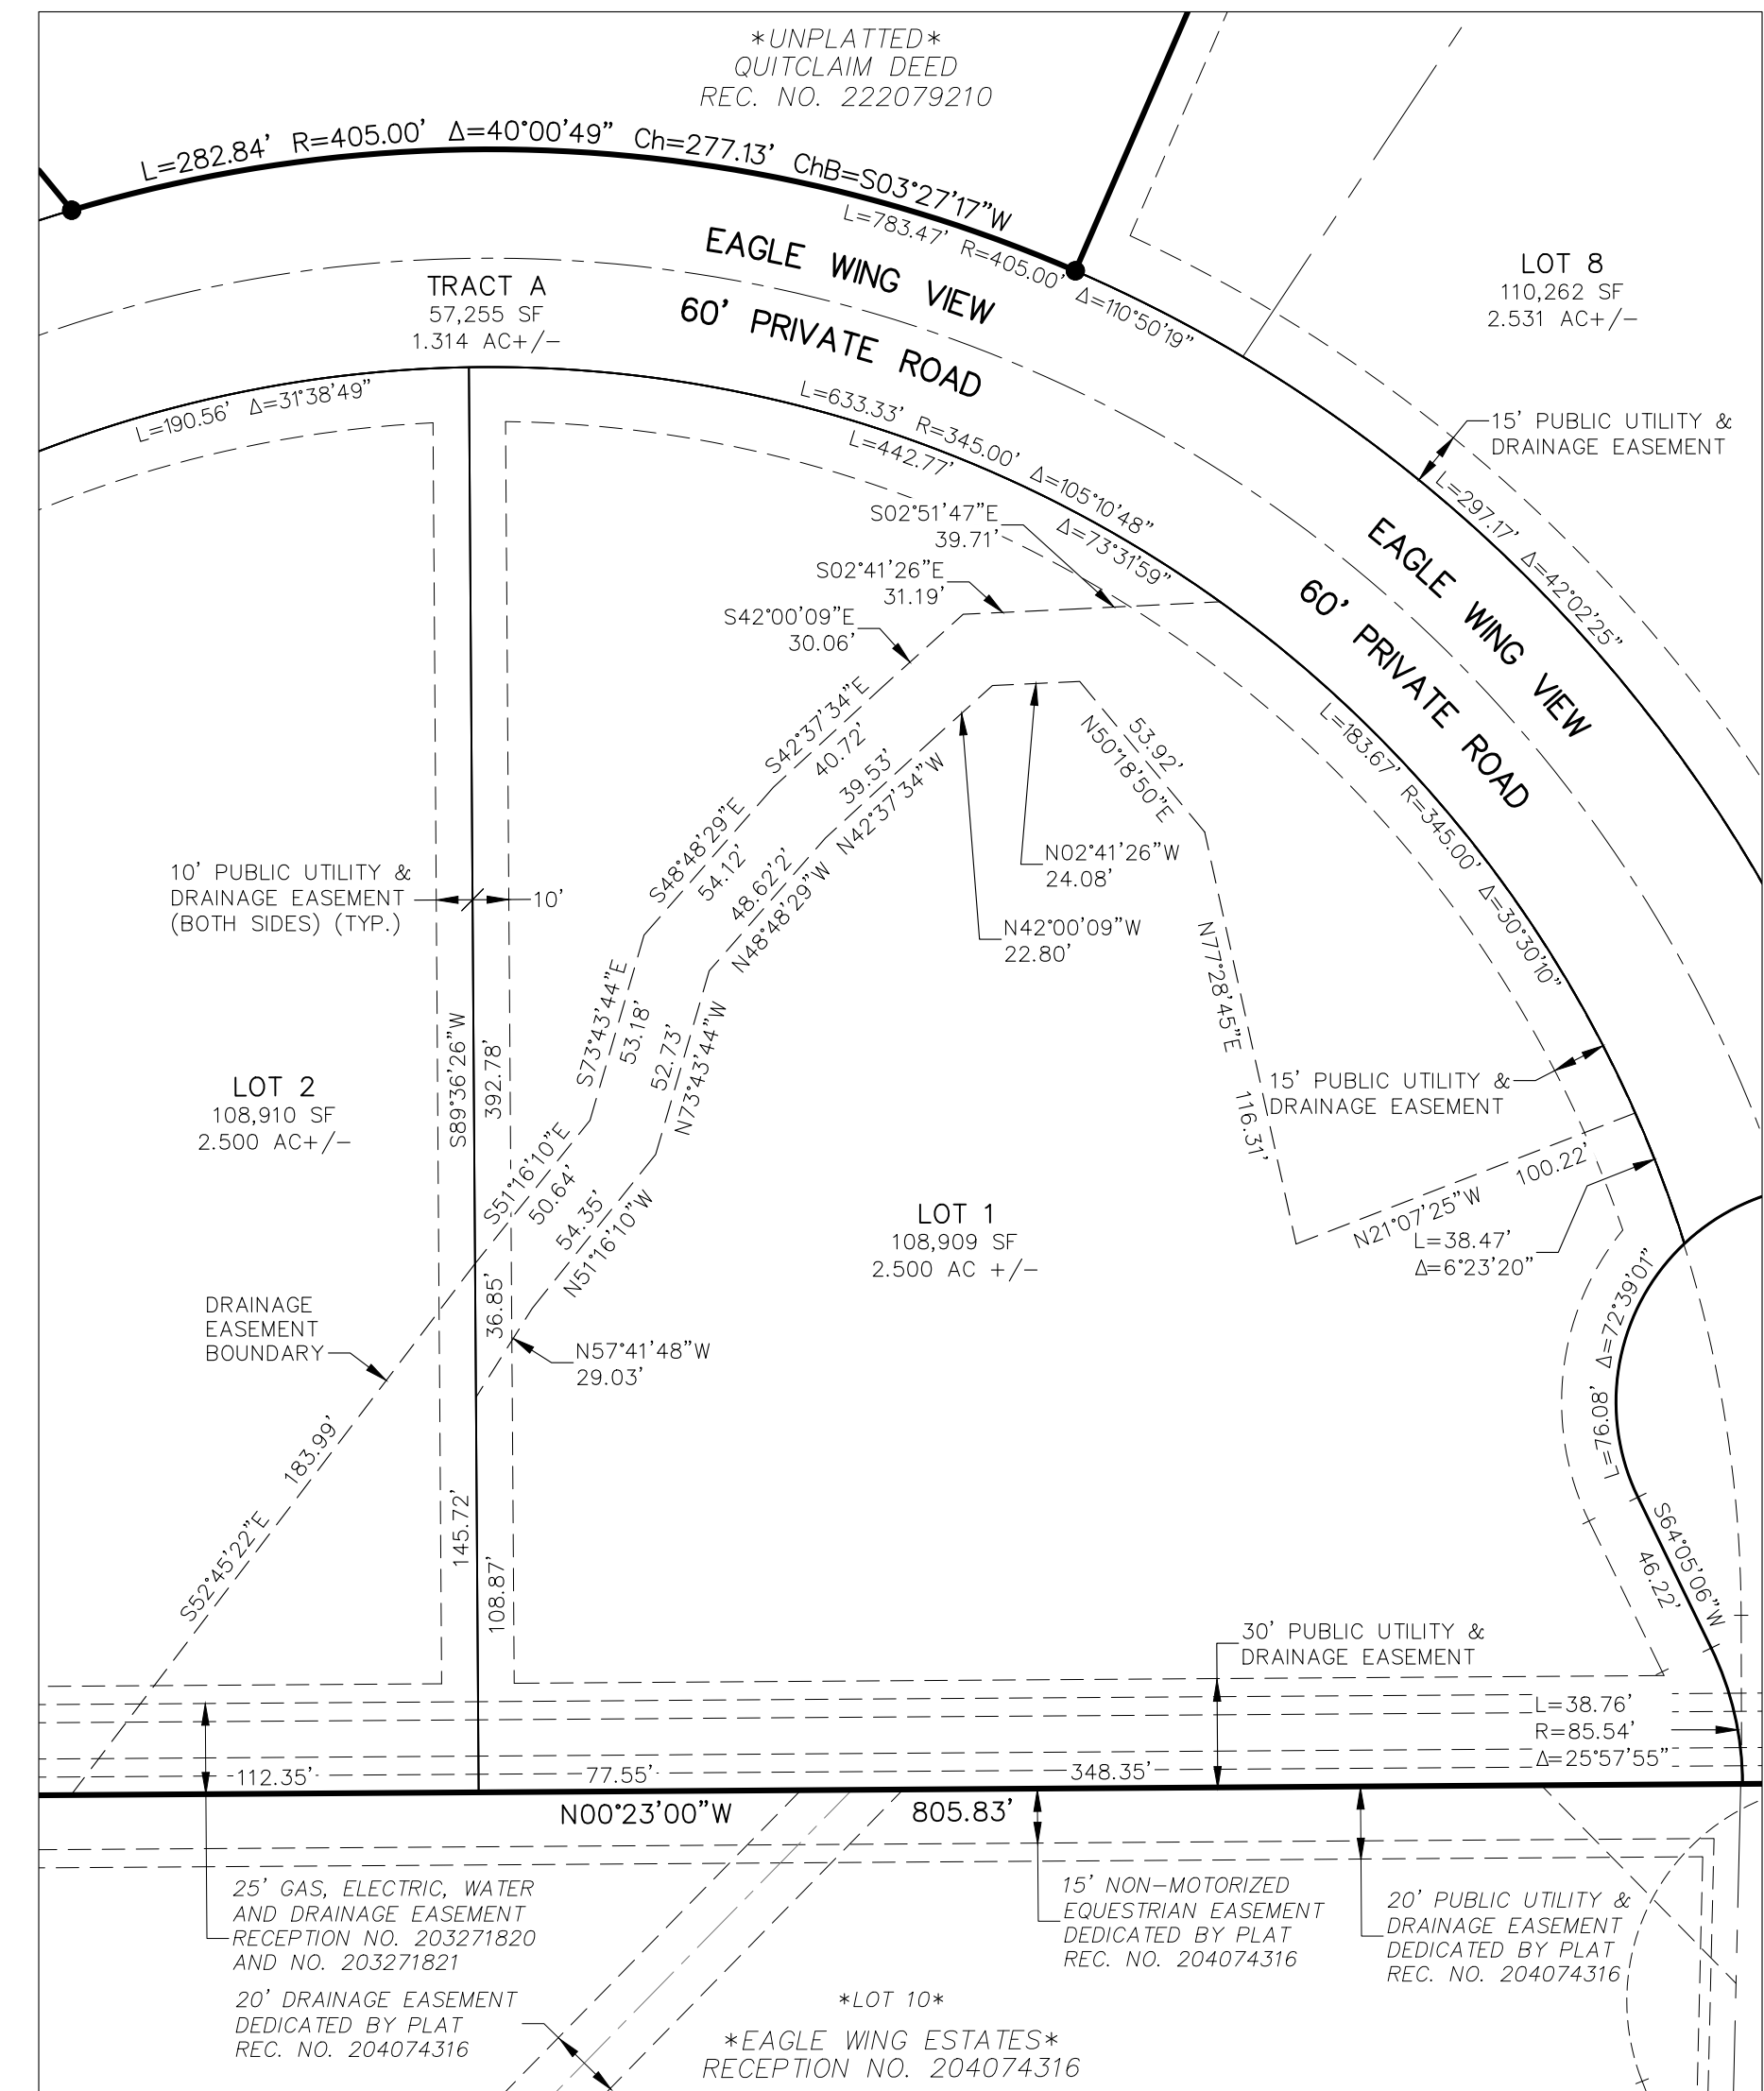 *UNPLATTED*
QUITCLAIM DEED
REC. NO. 222079210
L=282.84' R=405.00' Δ=40°00'49" Ch=277.13' ChB=S03°27'17"W
L=783.47' R=405.00' Δ=110°50'19"
EAGLE WING VIEW
60' PRIVATE ROAD
TRACT A
57,255 SF
1.314 AC+/-
LOT 8
110,262 SF
2.531 AC+/-
L=190.56' Δ=31°38'49"
L=633.33' R=345.00' Δ=105°10'48"
L=442.77' Δ=73°31'59"
15' PUBLIC UTILITY &
DRAINAGE EASEMENT
L=297.17' Δ=42°02'25"
EAGLE WING VIEW
60' PRIVATE ROAD
S02°51'47"E
39.71'
S02°41'26"E
31.19'
S42°00'09"E
30.06'
S42°37'34"E
40.72'
39.53'
N42°37'34"W
53.92'
N50°18'50"E
L=183.67' R=345.00' Δ=30°30'10"
S48°48'29"E
54.12'
48.62'2'
N48°48'29"W
N02°41'26"W
24.08'
N42°00'09"W
22.80'
10' PUBLIC UTILITY &
DRAINAGE EASEMENT
(BOTH SIDES) (TYP.)
10'
N77°28'45"E
116.31'
S73°43'44"E
53.18'
52.73'
N73°43'44"W
S89°36'26"W
392.78'
15' PUBLIC UTILITY &
DRAINAGE EASEMENT
LOT 2
108,910 SF
2.500 AC+/-
S51°16'10"E
50.64'
54.35'
N51°16'10"W
N21°07'25"W 100.22'
LOT 1
108,909 SF
2.500 AC +/-
L=38.47'
Δ=6°23'20"
DRAINAGE
EASEMENT
BOUNDARY
36.85'
N57°41'48"W
29.03'
L=76.08' Δ=72°39'01"
S52°45'22"E 183.99'
145.72'
108.87'
S64°05'06"W
46.22'
30' PUBLIC UTILITY &
DRAINAGE EASEMENT
L=38.76'
R=85.54'
Δ=25°57'55"
112.35'
77.55'
348.35'
N00°23'00"W 805.83'
25' GAS, ELECTRIC, WATER
AND DRAINAGE EASEMENT
RECEPTION NO. 203271820
AND NO. 203271821
15' NON-MOTORIZED
EQUESTRIAN EASEMENT
DEDICATED BY PLAT
REC. NO. 204074316
20' PUBLIC UTILITY &
DRAINAGE EASEMENT
DEDICATED BY PLAT
REC. NO. 204074316
20' DRAINAGE EASEMENT
DEDICATED BY PLAT
REC. NO. 204074316
*LOT 10*
*EAGLE WING ESTATES*
RECEPTION NO. 204074316